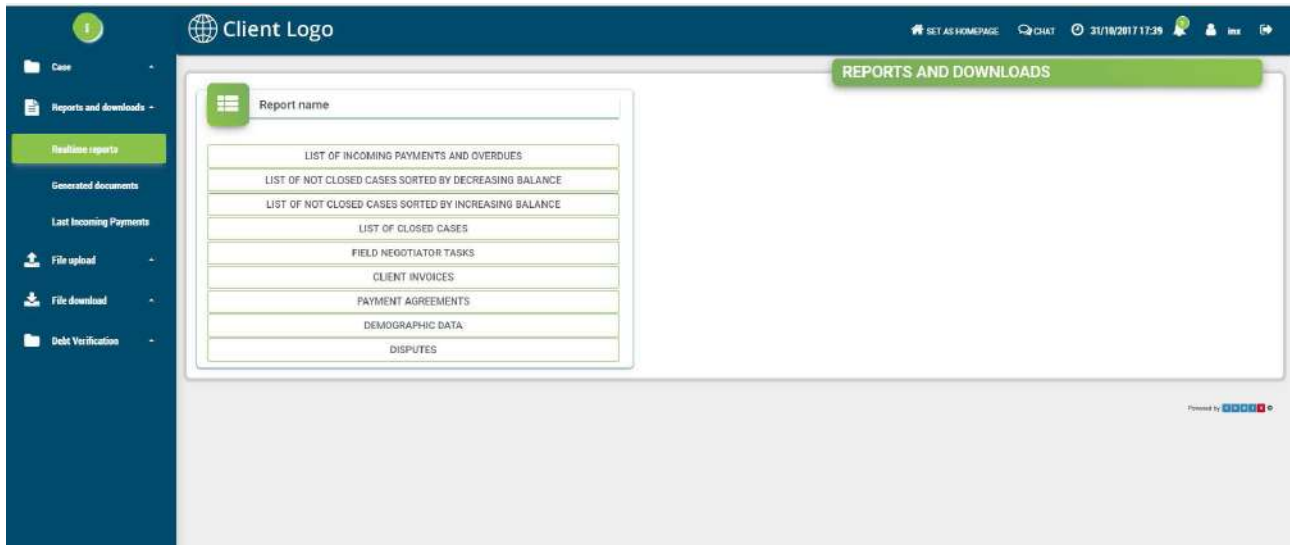 i
Client Logo
SET AS HOMEPAGE CHAT 31/10/2017 17:39 imx
Case
Reports and downloads
Realtime reports
Generated documents
Last Incoming Payments
File upload
File download
Debt Verification
REPORTS AND DOWNLOADS
Report name
LIST OF INCOMING PAYMENTS AND OVERDUES
LIST OF NOT CLOSED CASES SORTED BY DECREASING BALANCE
LIST OF NOT CLOSED CASES SORTED BY INCREASING BALANCE
LIST OF CLOSED CASES
FIELD NEGOTIATOR TASKS
CLIENT INVOICES
PAYMENT AGREEMENTS
DEMOGRAPHIC DATA
DISPUTES
Powered by